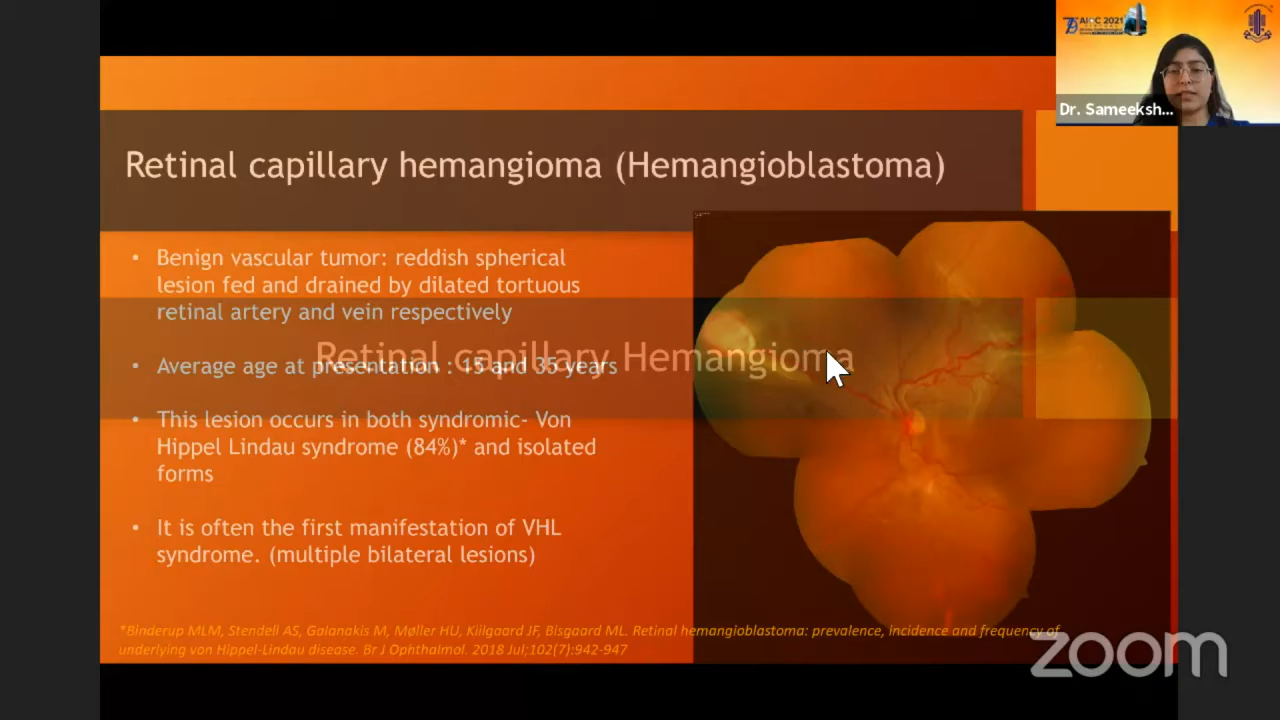 AIOC 2021
Dr. Sameeksh...
Retinal capillary hemangioma (Hemangioblastoma)
• Benign vascular tumor: reddish spherical
lesion fed and drained by dilated tortuous
retinal artery and vein respectively
Retinal capillary Hemangioma
• Average age at presentation : 15 and 35 years
• This lesion occurs in both syndromic- Von
Hippel Lindau syndrome (84%)* and isolated
forms
• It is often the first manifestation of VHL
syndrome. (multiple bilateral lesions)
*Binderup MLM, Stendell AS, Galanakis M, Møller HU, Kiilgaard JF, Bisgaard ML. Retinal hemangioblastoma: prevalence, incidence and frequency of
underlying von Hippel-Lindau disease. Br J Ophthalmol. 2018 Jul;102(7):942-947
zoom